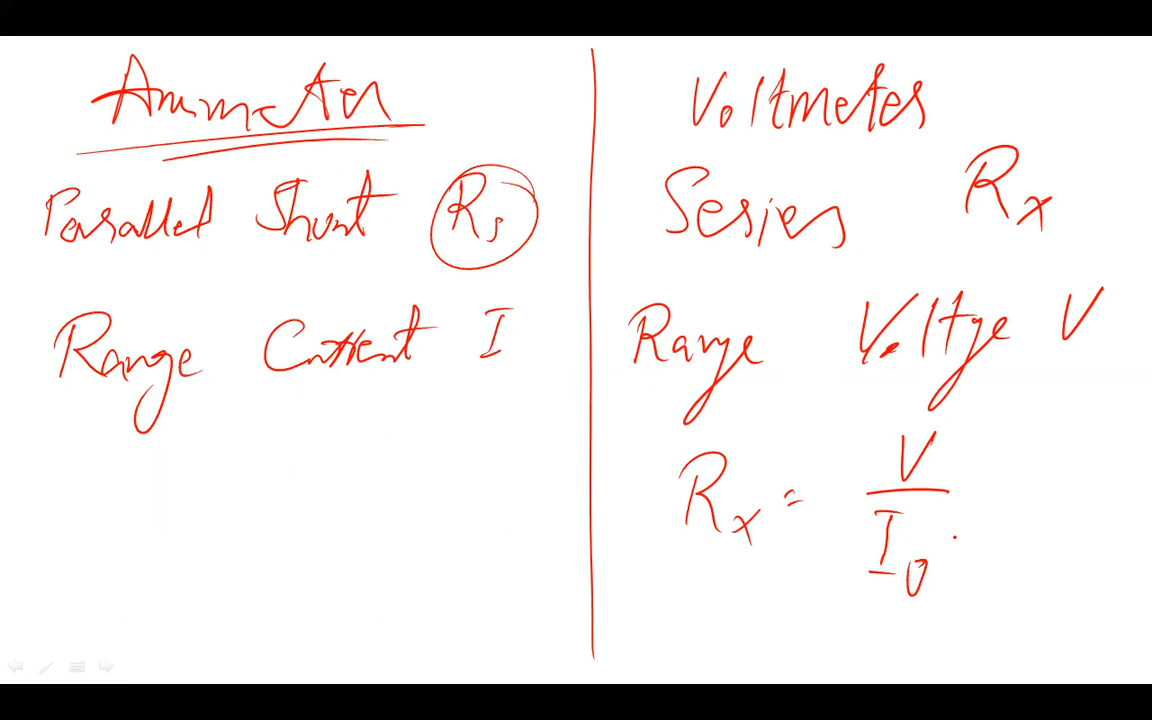 Ammeter
Parallel Shunt Rs
Range Current I
Voltmeter
Series Rx
Range Voltge V
Rx = V
I0